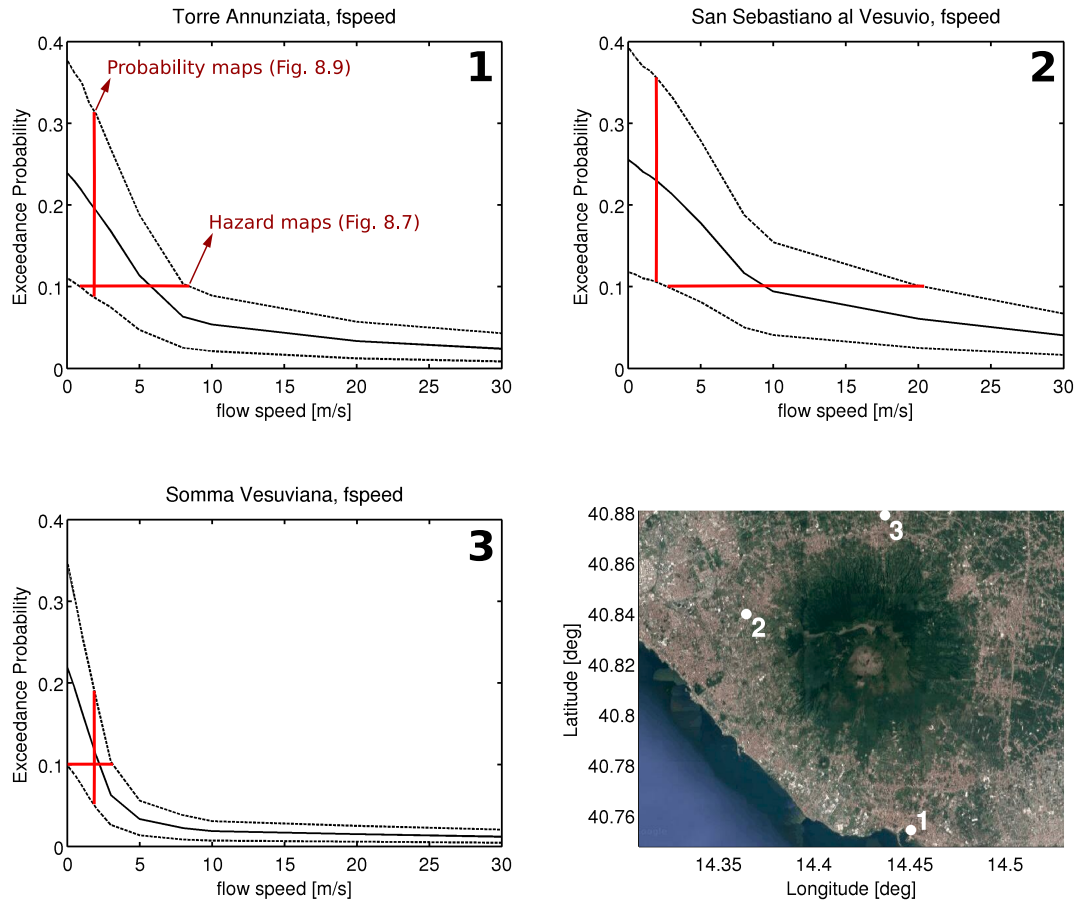 Torre Annunziata, fspeed
0.4
0.3
0.2
0.1
0
Exceedance Probability
1
Probability maps (Fig. 8.9)
Hazard maps (Fig. 8.7)
0 5 10 15 20 25 30
flow speed [m/s]
San Sebastiano al Vesuvio, fspeed
0.4
0.3
0.2
0.1
0
Exceedance Probability
2
0 5 10 15 20 25 30
flow speed [m/s]
Somma Vesuviana, fspeed
0.4
0.3
0.2
0.1
0
Exceedance Probability
3
0 5 10 15 20 25 30
flow speed [m/s]
40.88
40.86
40.84
40.82
40.8
40.78
40.76
Latitude [deg]
3
2
1
14.35 14.4 14.45 14.5
Longitude [deg]